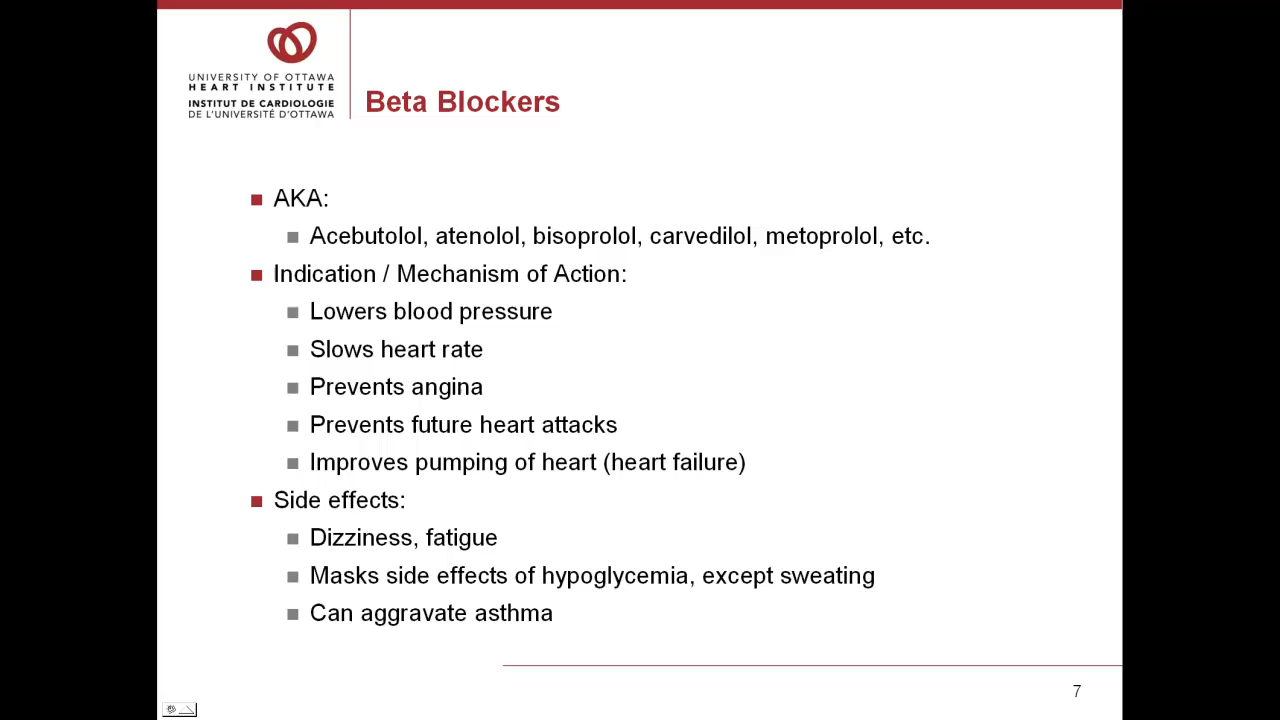 UNIVERSITY OF OTTAWA
HEART INSTITUTE
INSTITUT DE CARDIOLOGIE
DE L'UNIVERSITÉ D'OTTAWA
Beta Blockers
AKA:
Acebutolol, atenolol, bisoprolol, carvedilol, metoprolol, etc.
Indication / Mechanism of Action:
Lowers blood pressure
Slows heart rate
Prevents angina
Prevents future heart attacks
Improves pumping of heart (heart failure)
Side effects:
Dizziness, fatigue
Masks side effects of hypoglycemia, except sweating
Can aggravate asthma
7